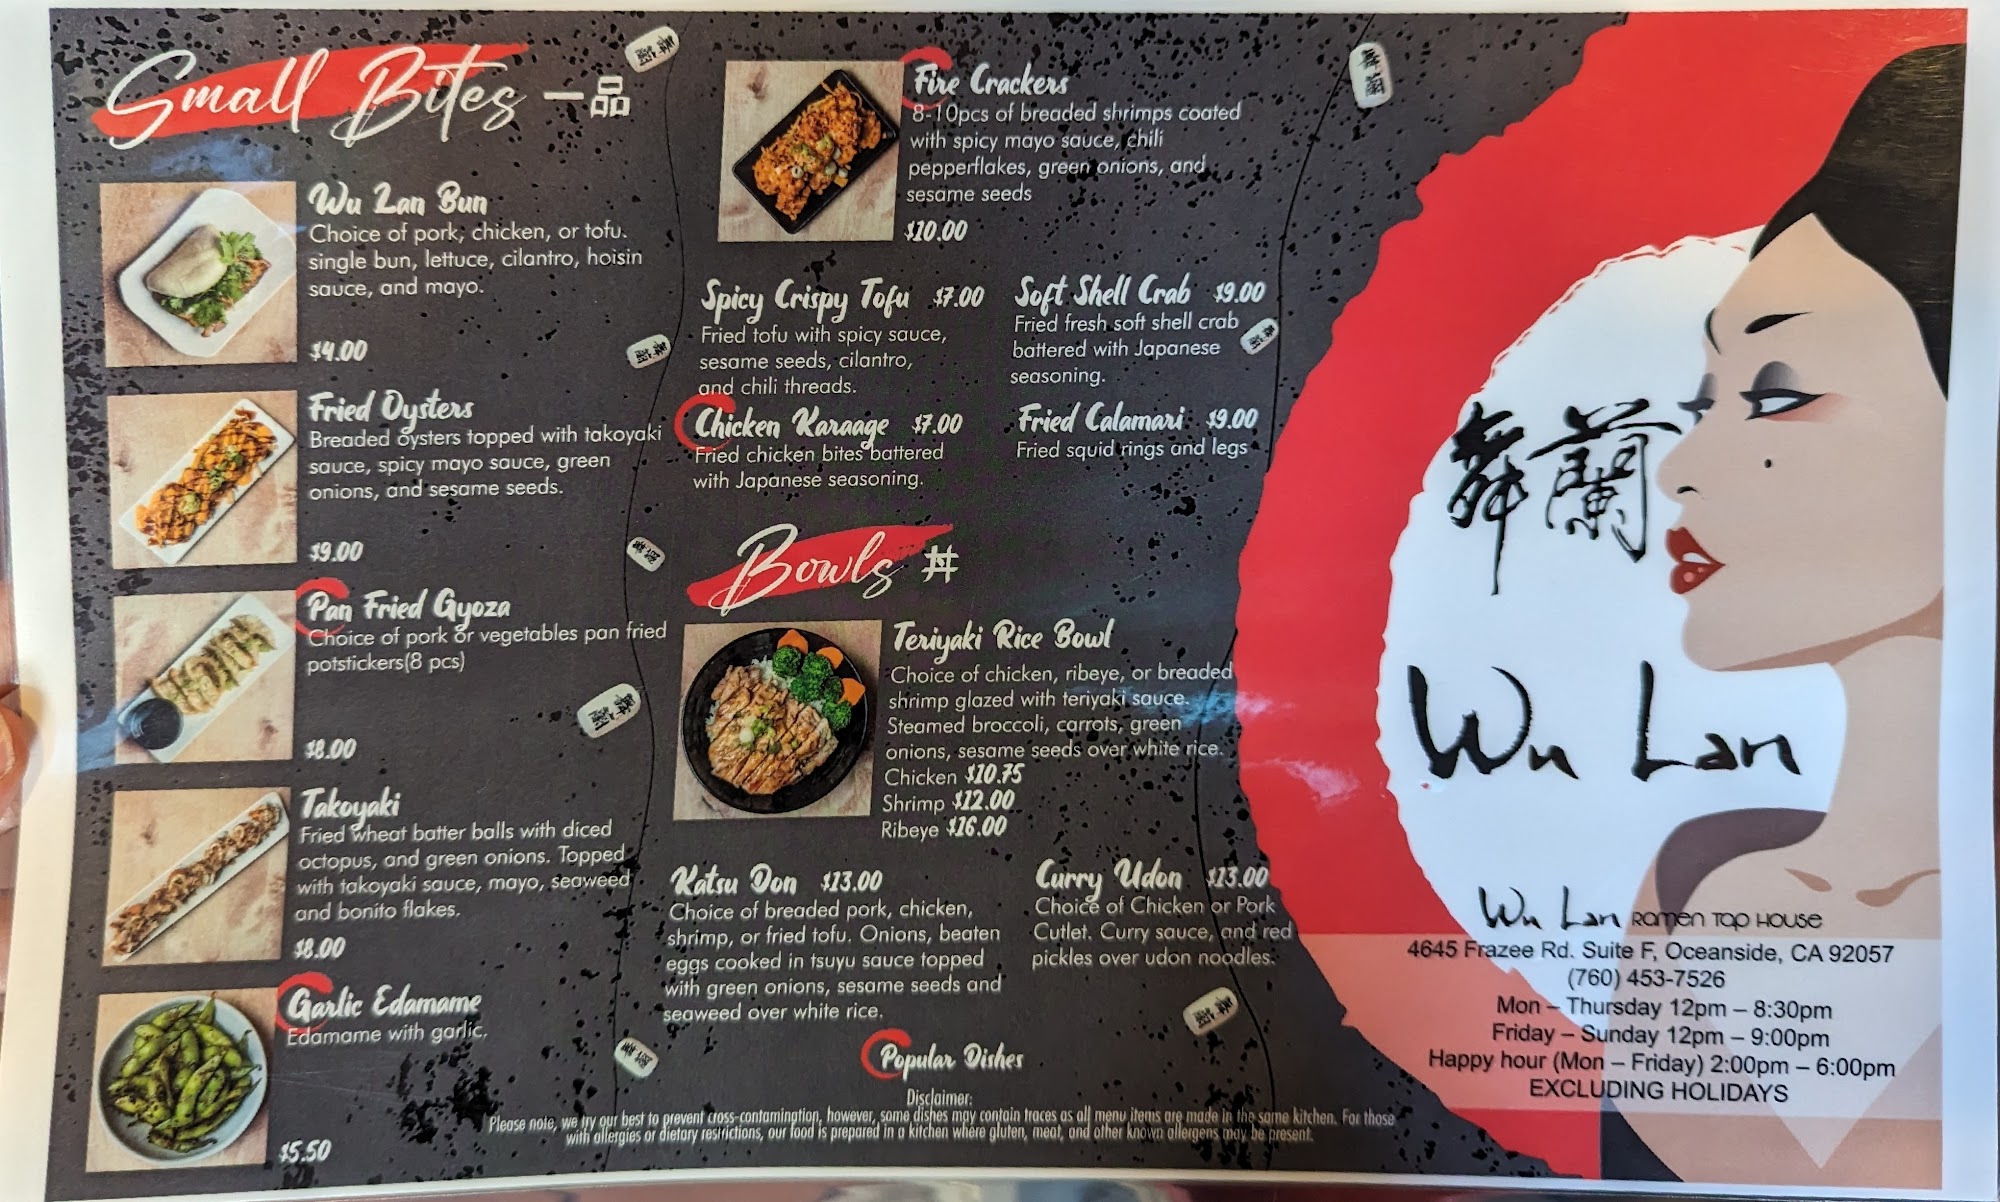 Small Bites 一品
Wu Lan Bun
Choice of pork, chicken, or tofu.
single bun, lettuce, cilantro, hoisin
sauce, and mayo.
$4.00
Fried Oysters
Breaded oysters topped with takoyaki
sauce, spicy mayo sauce, green
onions, and sesame seeds.
$9.00
Pan Fried Gyoza
Choice of pork or vegetables pan fried
potstickers(8 pcs)
$8.00
Takoyaki
Fried wheat batter balls with diced
octopus, and green onions. Topped
with takoyaki sauce, mayo, seaweed
and bonito flakes.
$8.00
Garlic Edamame
Edamame with garlic.
$5.50
Fire Crackers
8-10pcs of breaded shrimps coated
with spicy mayo sauce, chili
pepperflakes, green onions, and
sesame seeds
$10.00
Spicy Crispy Tofu $7.00
Fried tofu with spicy sauce,
sesame seeds, cilantro,
and chili threads.
Soft Shell Crab $9.00
Fried fresh soft shell crab
battered with Japanese
seasoning.
Chicken Karaage $7.00
Fried chicken bites battered
with Japanese seasoning.
Fried Calamari $9.00
Fried squid rings and legs
Bowls 丼
Teriyaki Rice Bowl
Choice of chicken, ribeye, or breaded
shrimp glazed with teriyaki sauce.
Steamed broccoli, carrots, green
onions, sesame seeds over white rice.
Chicken $10.75
Shrimp $12.00
Ribeye $16.00
Katsu Don $13.00
Choice of breaded pork, chicken,
shrimp, or fried tofu. Onions, beaten
eggs cooked in tsuyu sauce topped
with green onions, sesame seeds and
seaweed over white rice.
Curry Udon $13.00
Choice of Chicken or Pork
Cutlet. Curry sauce, and red
pickles over udon noodles.
Popular Dishes
Disclaimer:
Please note, we try our best to prevent cross-contamination, however, some dishes may contain traces as all menu items are made in the same kitchen. For those
with allergies or dietary restrictions, our food is prepared in a kitchen where gluten, meat, and other known allergens may be present.
舞蘭
Wu Lan
Wu Lan Ramen Tap House
4645 Frazee Rd. Suite F, Oceanside, CA 92057
(760) 453-7526
Mon – Thursday 12pm – 8:30pm
Friday – Sunday 12pm – 9:00pm
Happy hour (Mon – Friday) 2:00pm – 6:00pm
EXCLUDING HOLIDAYS